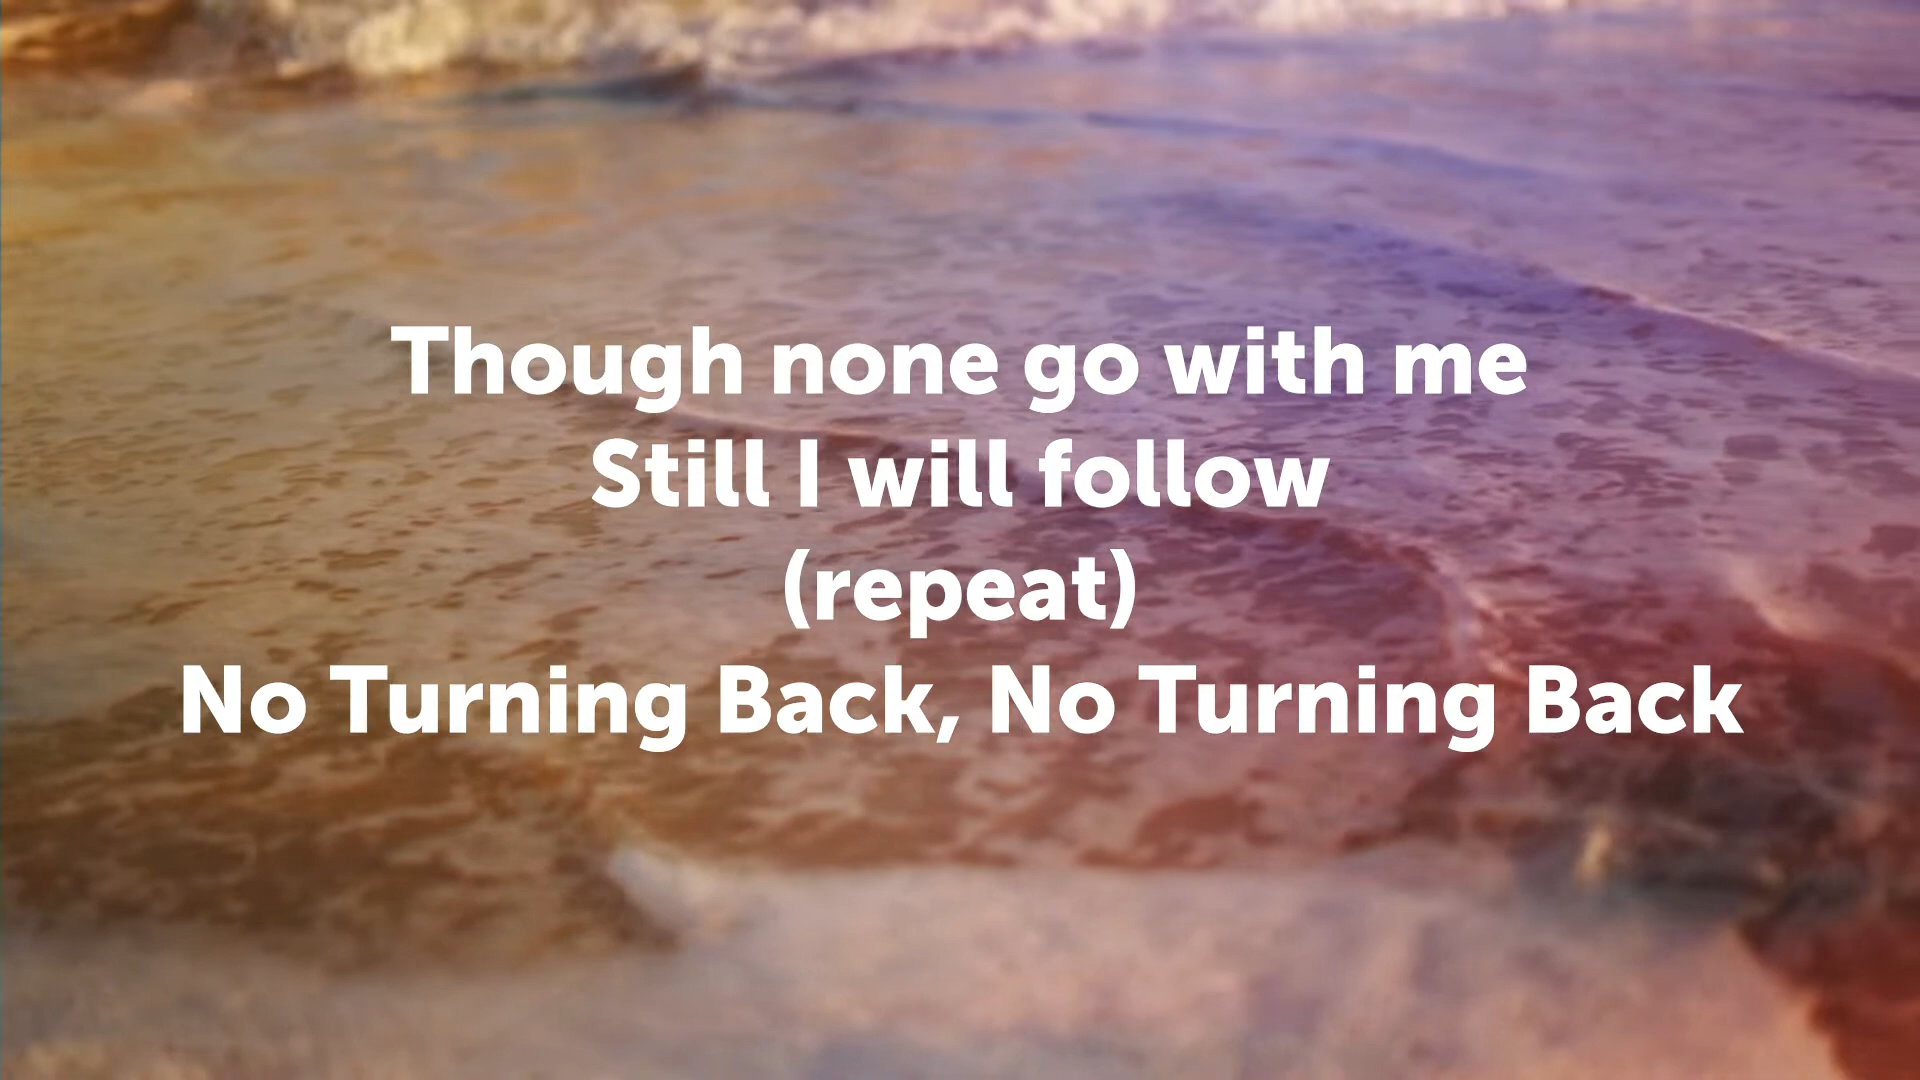 Though none go with me
Still I will follow
(repeat)
No Turning Back, No Turning Back